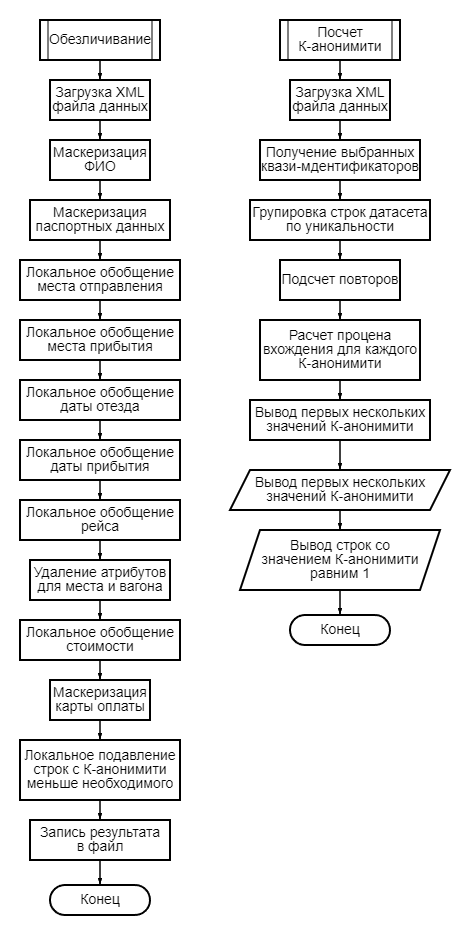 Обезличивание
Загрузка XML
файла данных
Маскеризация
ФИО
Маскеризация
паспортных данных
Локальное обобщение
места отправления
Локальное обобщение
места прибытия
Локальное обобщение
даты отезда
Локальное обобщение
даты прибытия
Локальное обобщение
рейса
Удаление атрибутов
для места и вагона
Локальное обобщение
стоимости
Маскеризация
карты оплаты
Локальное подавление
строк с К-анонимити
меньше необходимого
Запись результата
в файл
Конец
Посчет
К-анонимити
Загрузка XML
файла данных
Получение выбранных
квази-мдентификаторов
Групировка строк датасета
по уникальности
Подсчет повторов
Расчет процена
вхождения для каждого
К-анонимити
Вывод первых нескольких
значений К-анонимити
Вывод первых нескольких
значений К-анонимити
Вывод строк со
значением К-анонимити
равним 1
Конец